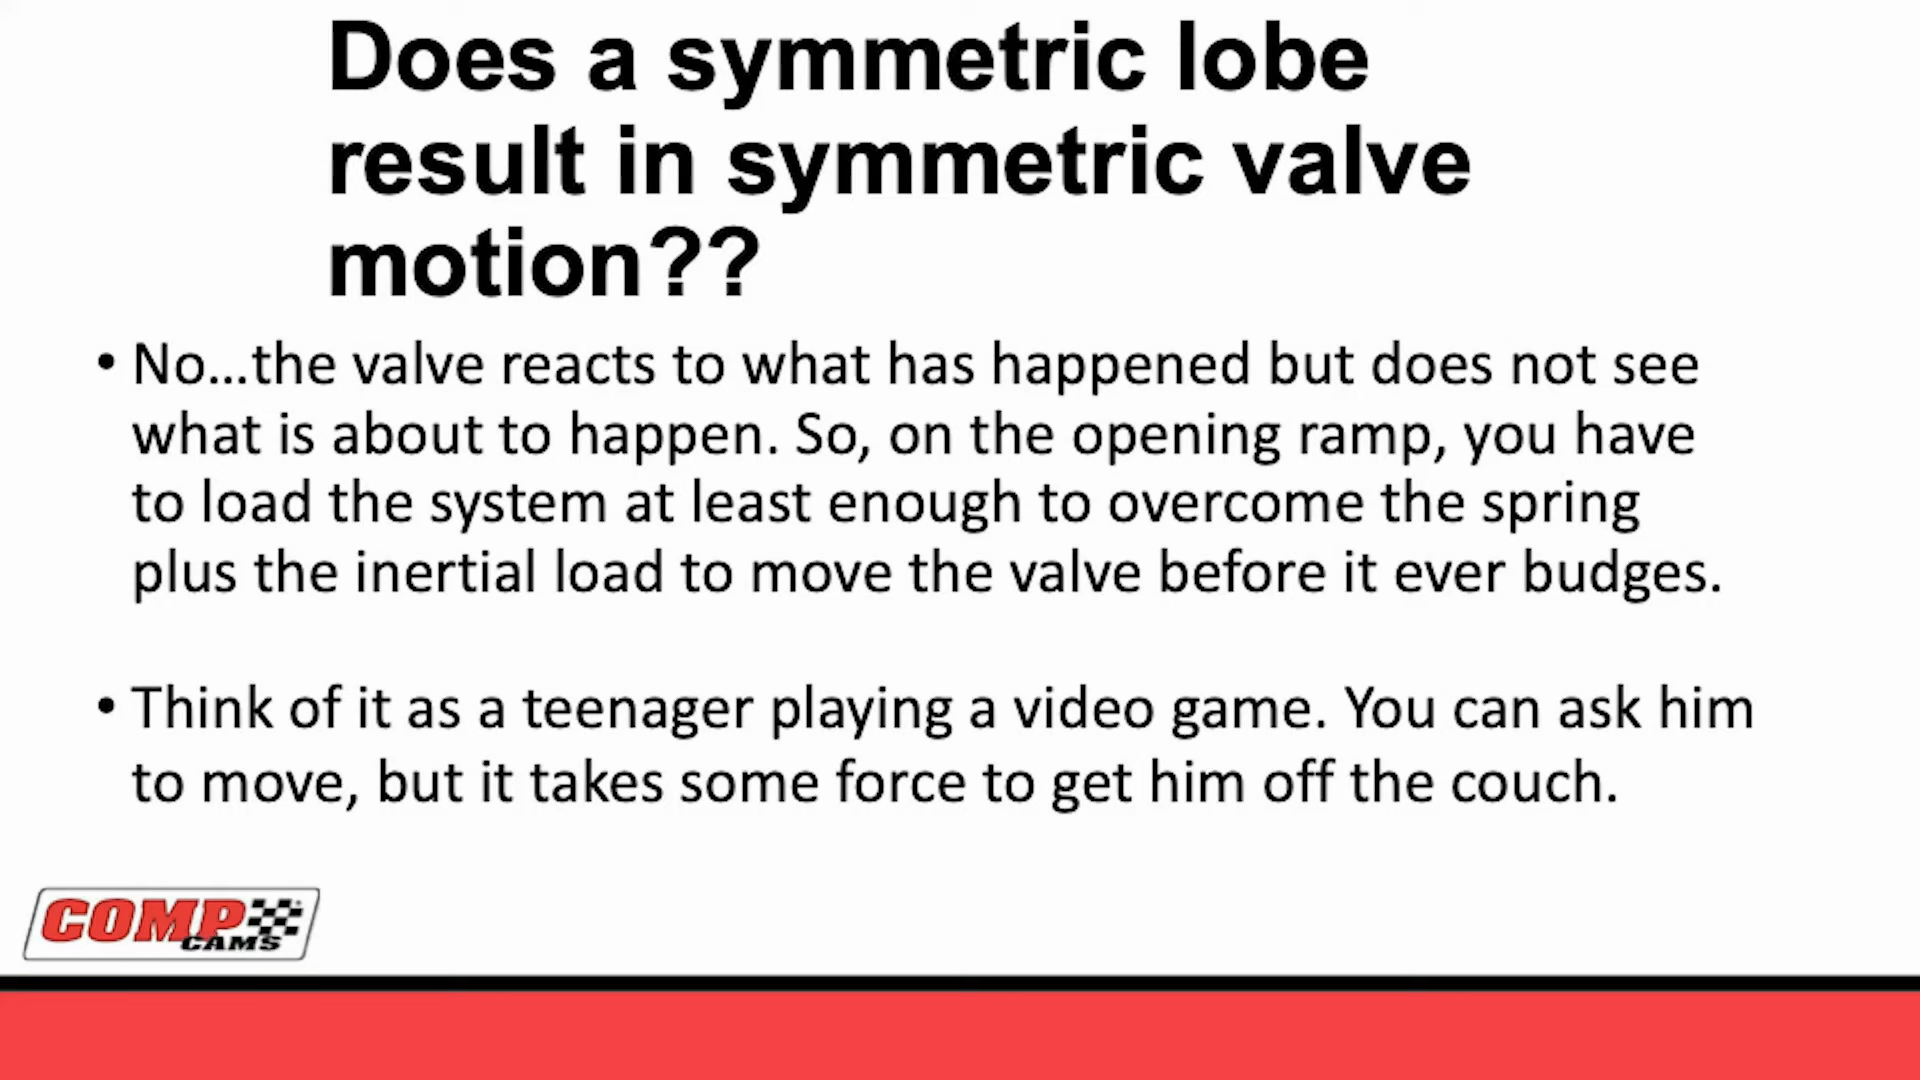 Does a symmetric lobe
result in symmetric valve
motion??
• No...the valve reacts to what has happened but does not see
what is about to happen. So, on the opening ramp, you have
to load the system at least enough to overcome the spring
plus the inertial load to move the valve before it ever budges.
• Think of it as a teenager playing a video game. You can ask him
to move, but it takes some force to get him off the couch.
COMP
CAMS